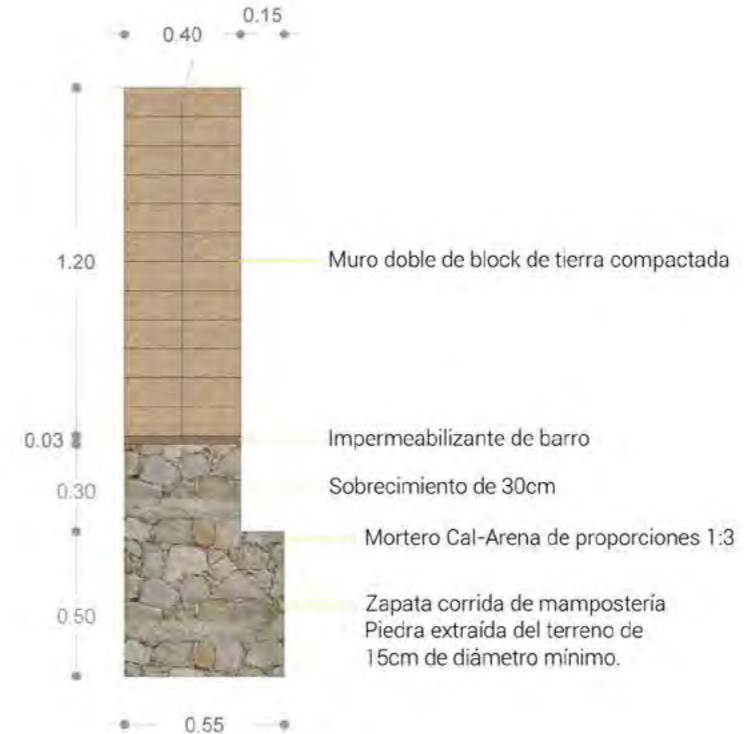 0.15
0.40
1.20
Muro doble de block de tierra compactada
0.03
Impermeabilizante de barro
0.30
Sobrecimiento de 30cm
Mortero Cal-Arena de proporciones 1:3
0.50
Zapata corrida de mampostería
Piedra extraída del terreno de
15cm de diámetro mínimo.
0.55